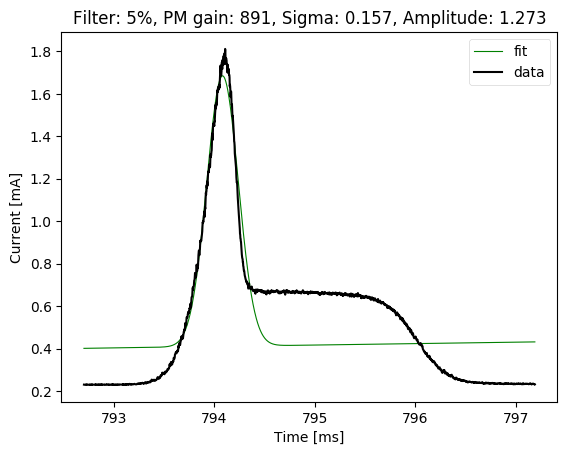 Filter: 5%, PM gain: 891, Sigma: 0.157, Amplitude: 1.273
fit
data
1.8
1.6
1.4
1.2
1.0
0.8
0.6
0.4
0.2
Current [mA]
793
794
795
796
797
Time [ms]